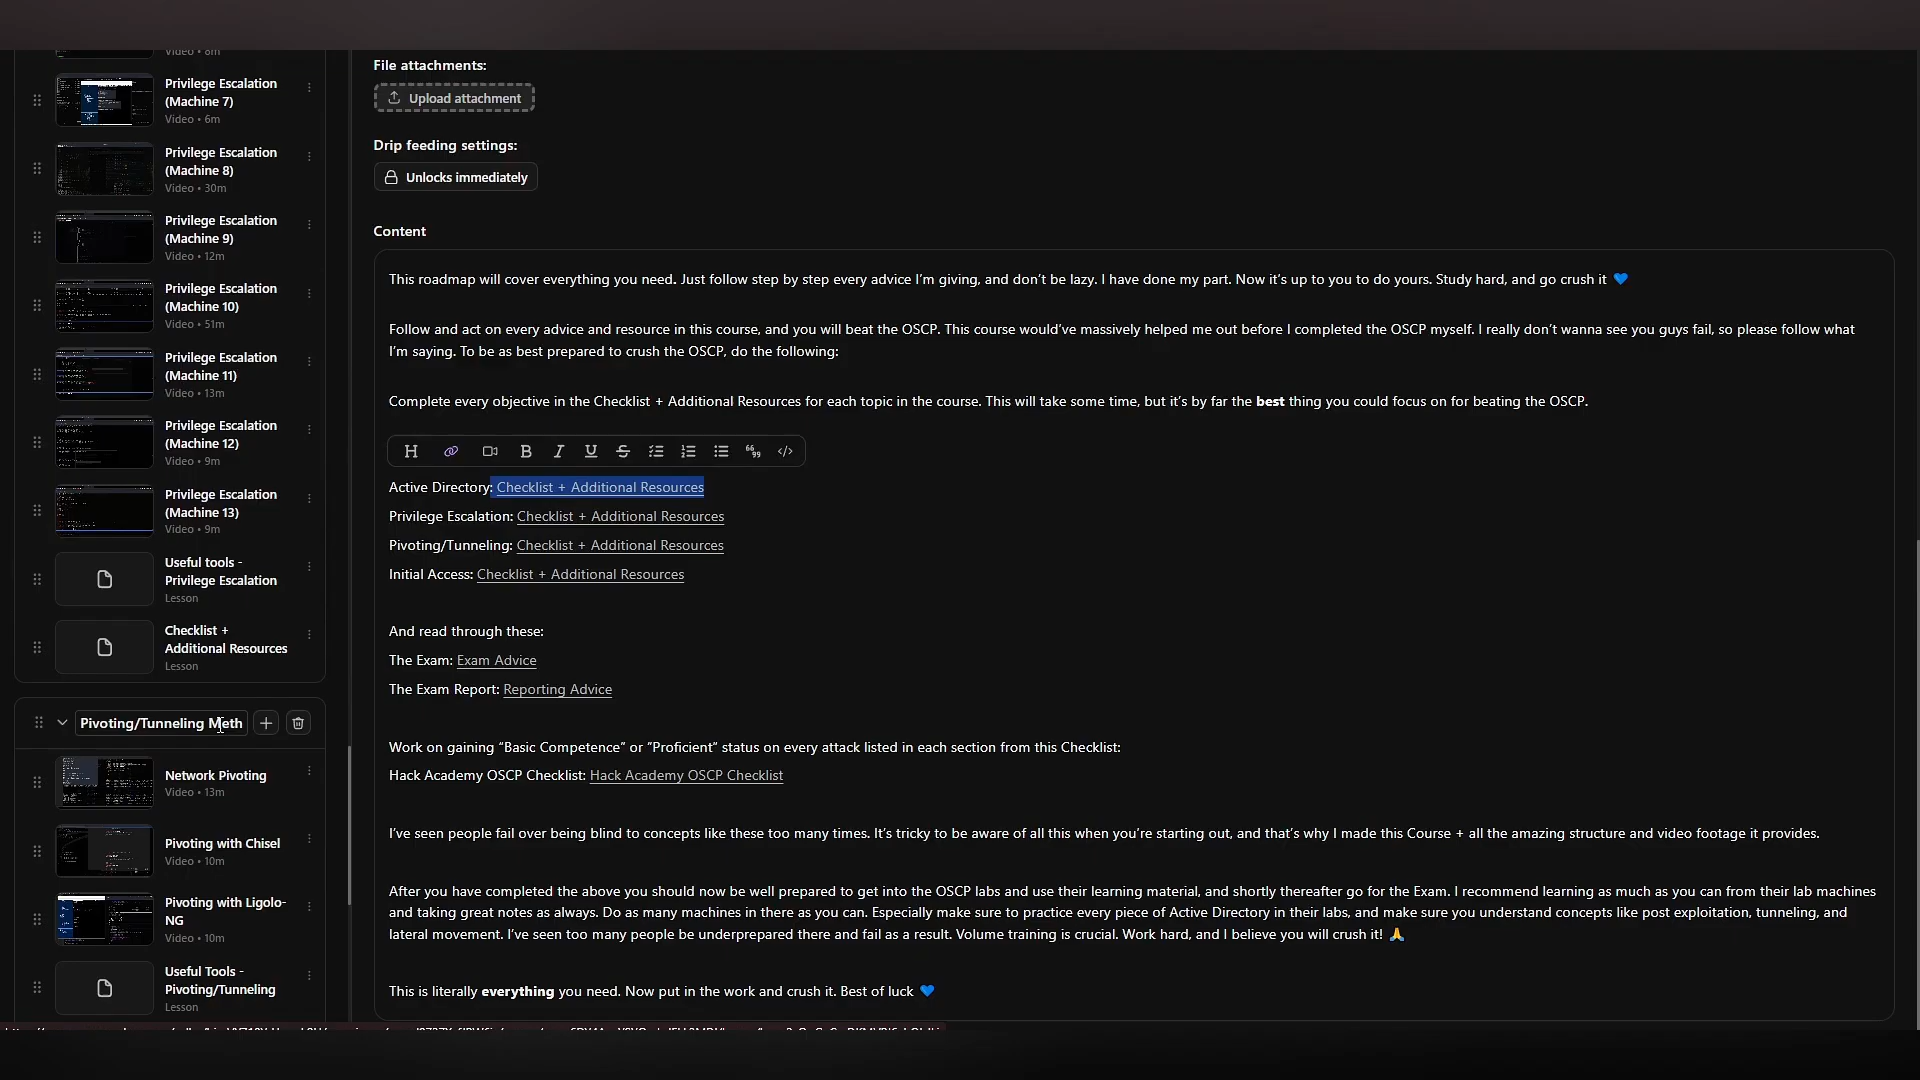 Video • 8m
Privilege Escalation
(Machine 7)
Video • 6m
Privilege Escalation
(Machine 8)
Video • 30m
Privilege Escalation
(Machine 9)
Video • 12m
Privilege Escalation
(Machine 10)
Video • 51m
Privilege Escalation
(Machine 11)
Video • 13m
Privilege Escalation
(Machine 12)
Video • 9m
Privilege Escalation
(Machine 13)
Video • 9m
Useful tools -
Privilege Escalation
Lesson
Checklist +
Additional Resources
Lesson
Pivoting/Tunneling Meth
Network Pivoting
Video • 13m
Pivoting with Chisel
Video • 10m
Pivoting with Ligolo-
NG
Video • 10m
Useful Tools -
Pivoting/Tunneling
Lesson
File attachments:
Upload attachment
Drip feeding settings:
Unlocks immediately
Content
This roadmap will cover everything you need. Just follow step by step every advice I’m giving, and don’t be lazy. I have done my part. Now it’s up to you to do yours. Study hard, and go crush it 💙
Follow and act on every advice and resource in this course, and you will beat the OSCP. This course would’ve massively helped me out before I completed the OSCP myself. I really don’t wanna see you guys fail, so please follow what
I’m saying. To be as best prepared to crush the OSCP, do the following:
Complete every objective in the Checklist + Additional Resources for each topic in the course. This will take some time, but it’s by far the best thing you could focus on for beating the OSCP.
Active Directory: Checklist + Additional Resources
Privilege Escalation: Checklist + Additional Resources
Pivoting/Tunneling: Checklist + Additional Resources
Initial Access: Checklist + Additional Resources
And read through these:
The Exam: Exam Advice
The Exam Report: Reporting Advice
Work on gaining “Basic Competence” or ”Proficient” status on every attack listed in each section from this Checklist:
Hack Academy OSCP Checklist: Hack Academy OSCP Checklist
I’ve seen people fail over being blind to concepts like these too many times. It’s tricky to be aware of all this when you’re starting out, and that’s why I made this Course + all the amazing structure and video footage it provides.
After you have completed the above you should now be well prepared to get into the OSCP labs and use their learning material, and shortly thereafter go for the Exam. I recommend learning as much as you can from their lab machines
and taking great notes as always. Do as many machines in there as you can. Especially make sure to practice every piece of Active Directory in their labs, and make sure you understand concepts like post exploitation, tunneling, and
lateral movement. I’ve seen too many people be underprepared there and fail as a result. Volume training is crucial. Work hard, and I believe you will crush it! 🙏
This is literally everything you need. Now put in the work and crush it. Best of luck 💙